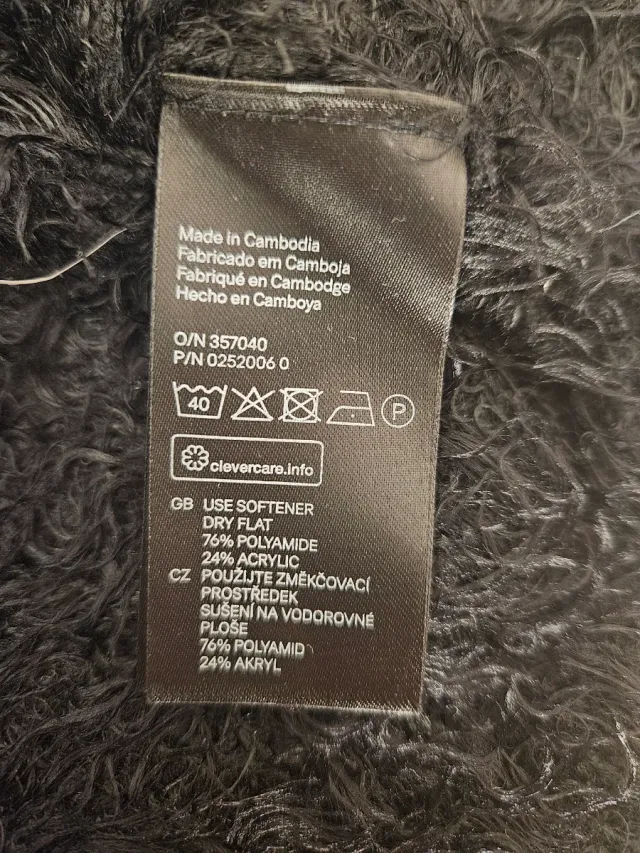 Made in Cambodia
Fabricado em Camboja
Fabriqué en Cambodge
Hecho en Camboya
O/N 357040
P/N 0252006 0
40 P
clevercare.info
GB USE SOFTENER
DRY FLAT
76% POLYAMIDE
24% ACRYLIC
CZ POUŽIJTE ZMĚKČOVACÍ
PROSTŘEDEK
SUŠENÍ NA VODOROVNÉ
PLOŠE
76% POLYAMID
24% AKRYL